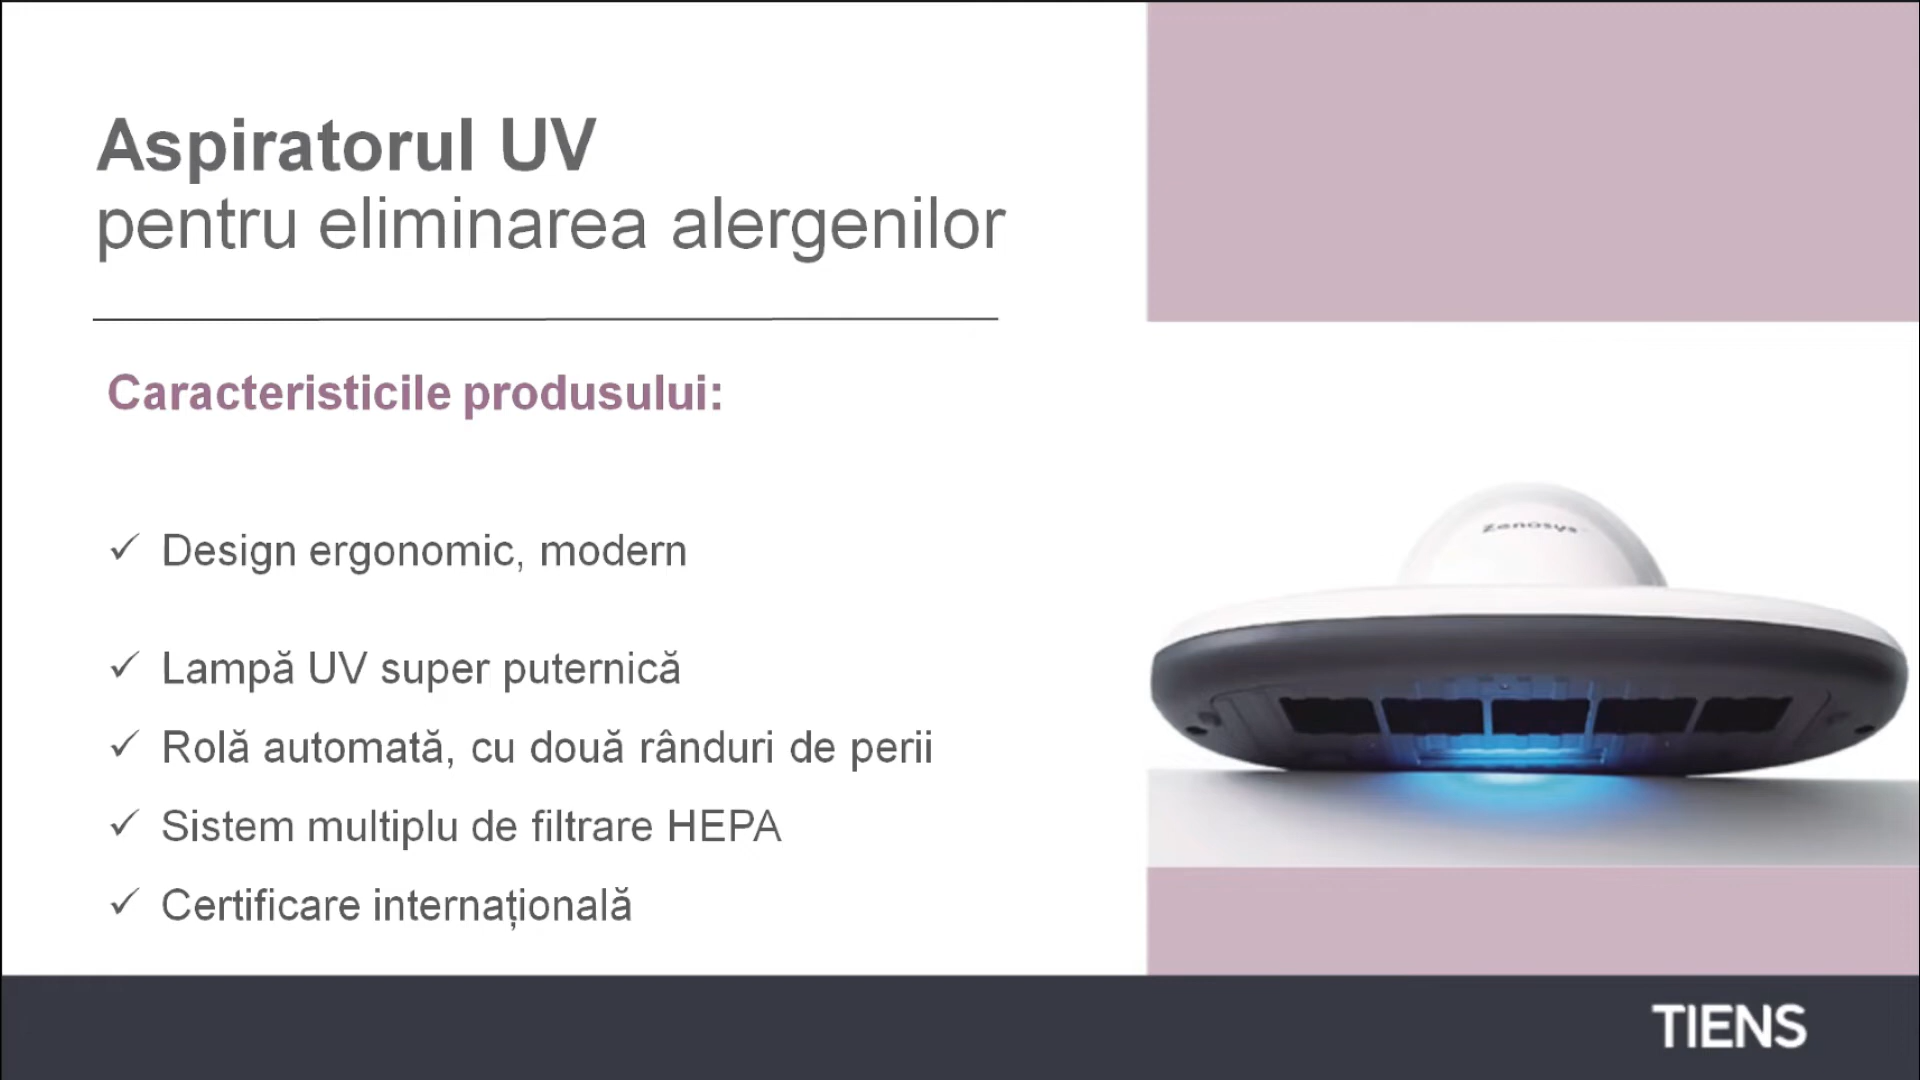 Aspiratorul UV
pentru eliminarea alergenilor
Caracteristicile produsului:
✓ Design ergonomic, modern
✓ Lampă UV super puternică
✓ Rolă automată, cu două rânduri de perii
✓ Sistem multiplu de filtrare HEPA
✓ Certificare internațională
Zenosys
TIENS